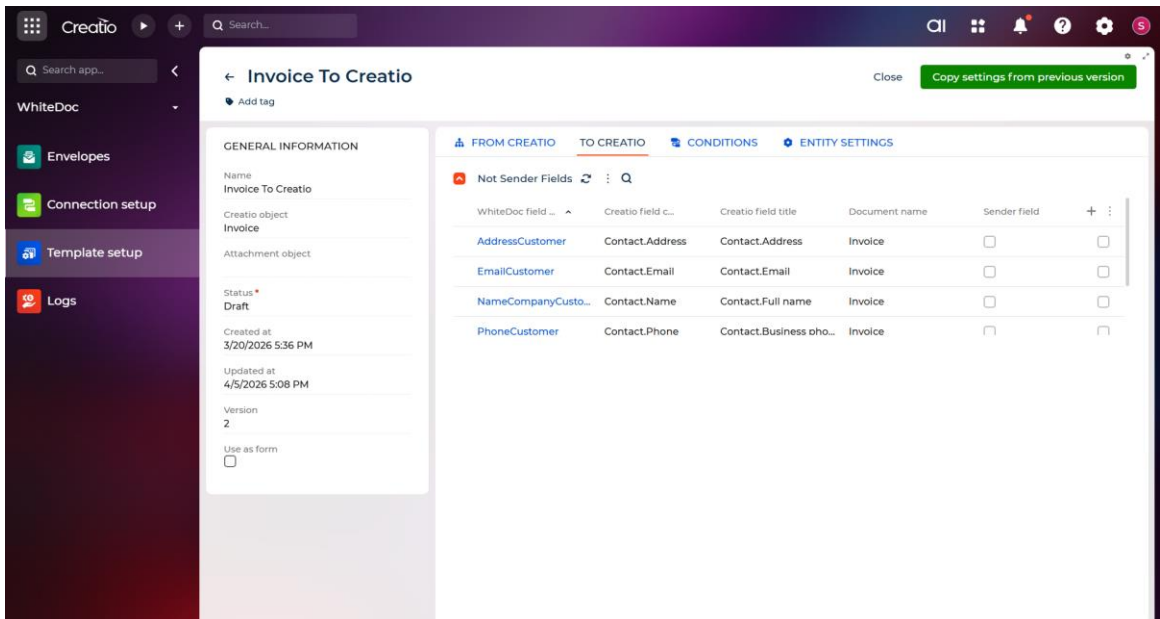 Creatio
Search...
aI
S
Search app...
WhiteDoc
Envelopes
Connection setup
Template setup
Logs
Invoice To Creatio
Add tag
Close
Copy settings from previous version
GENERAL INFORMATION
Name
Invoice To Creatio
Creatio object
Invoice
Attachment object
Status*
Draft
Created at
3/20/2026 5:36 PM
Updated at
4/5/2026 5:08 PM
Version
2
Use as form
FROM CREATIO TO CREATIO CONDITIONS ENTITY SETTINGS
Not Sender Fields
WhiteDoc field ... Creatio field c... Creatio field title Document name Sender field
AddressCustomer Contact.Address Contact.Address Invoice
EmailCustomer Contact.Email Contact.Email Invoice
NameCompanyCusto... Contact.Name Contact.Full name Invoice
PhoneCustomer Contact.Phone Contact.Business pho... Invoice